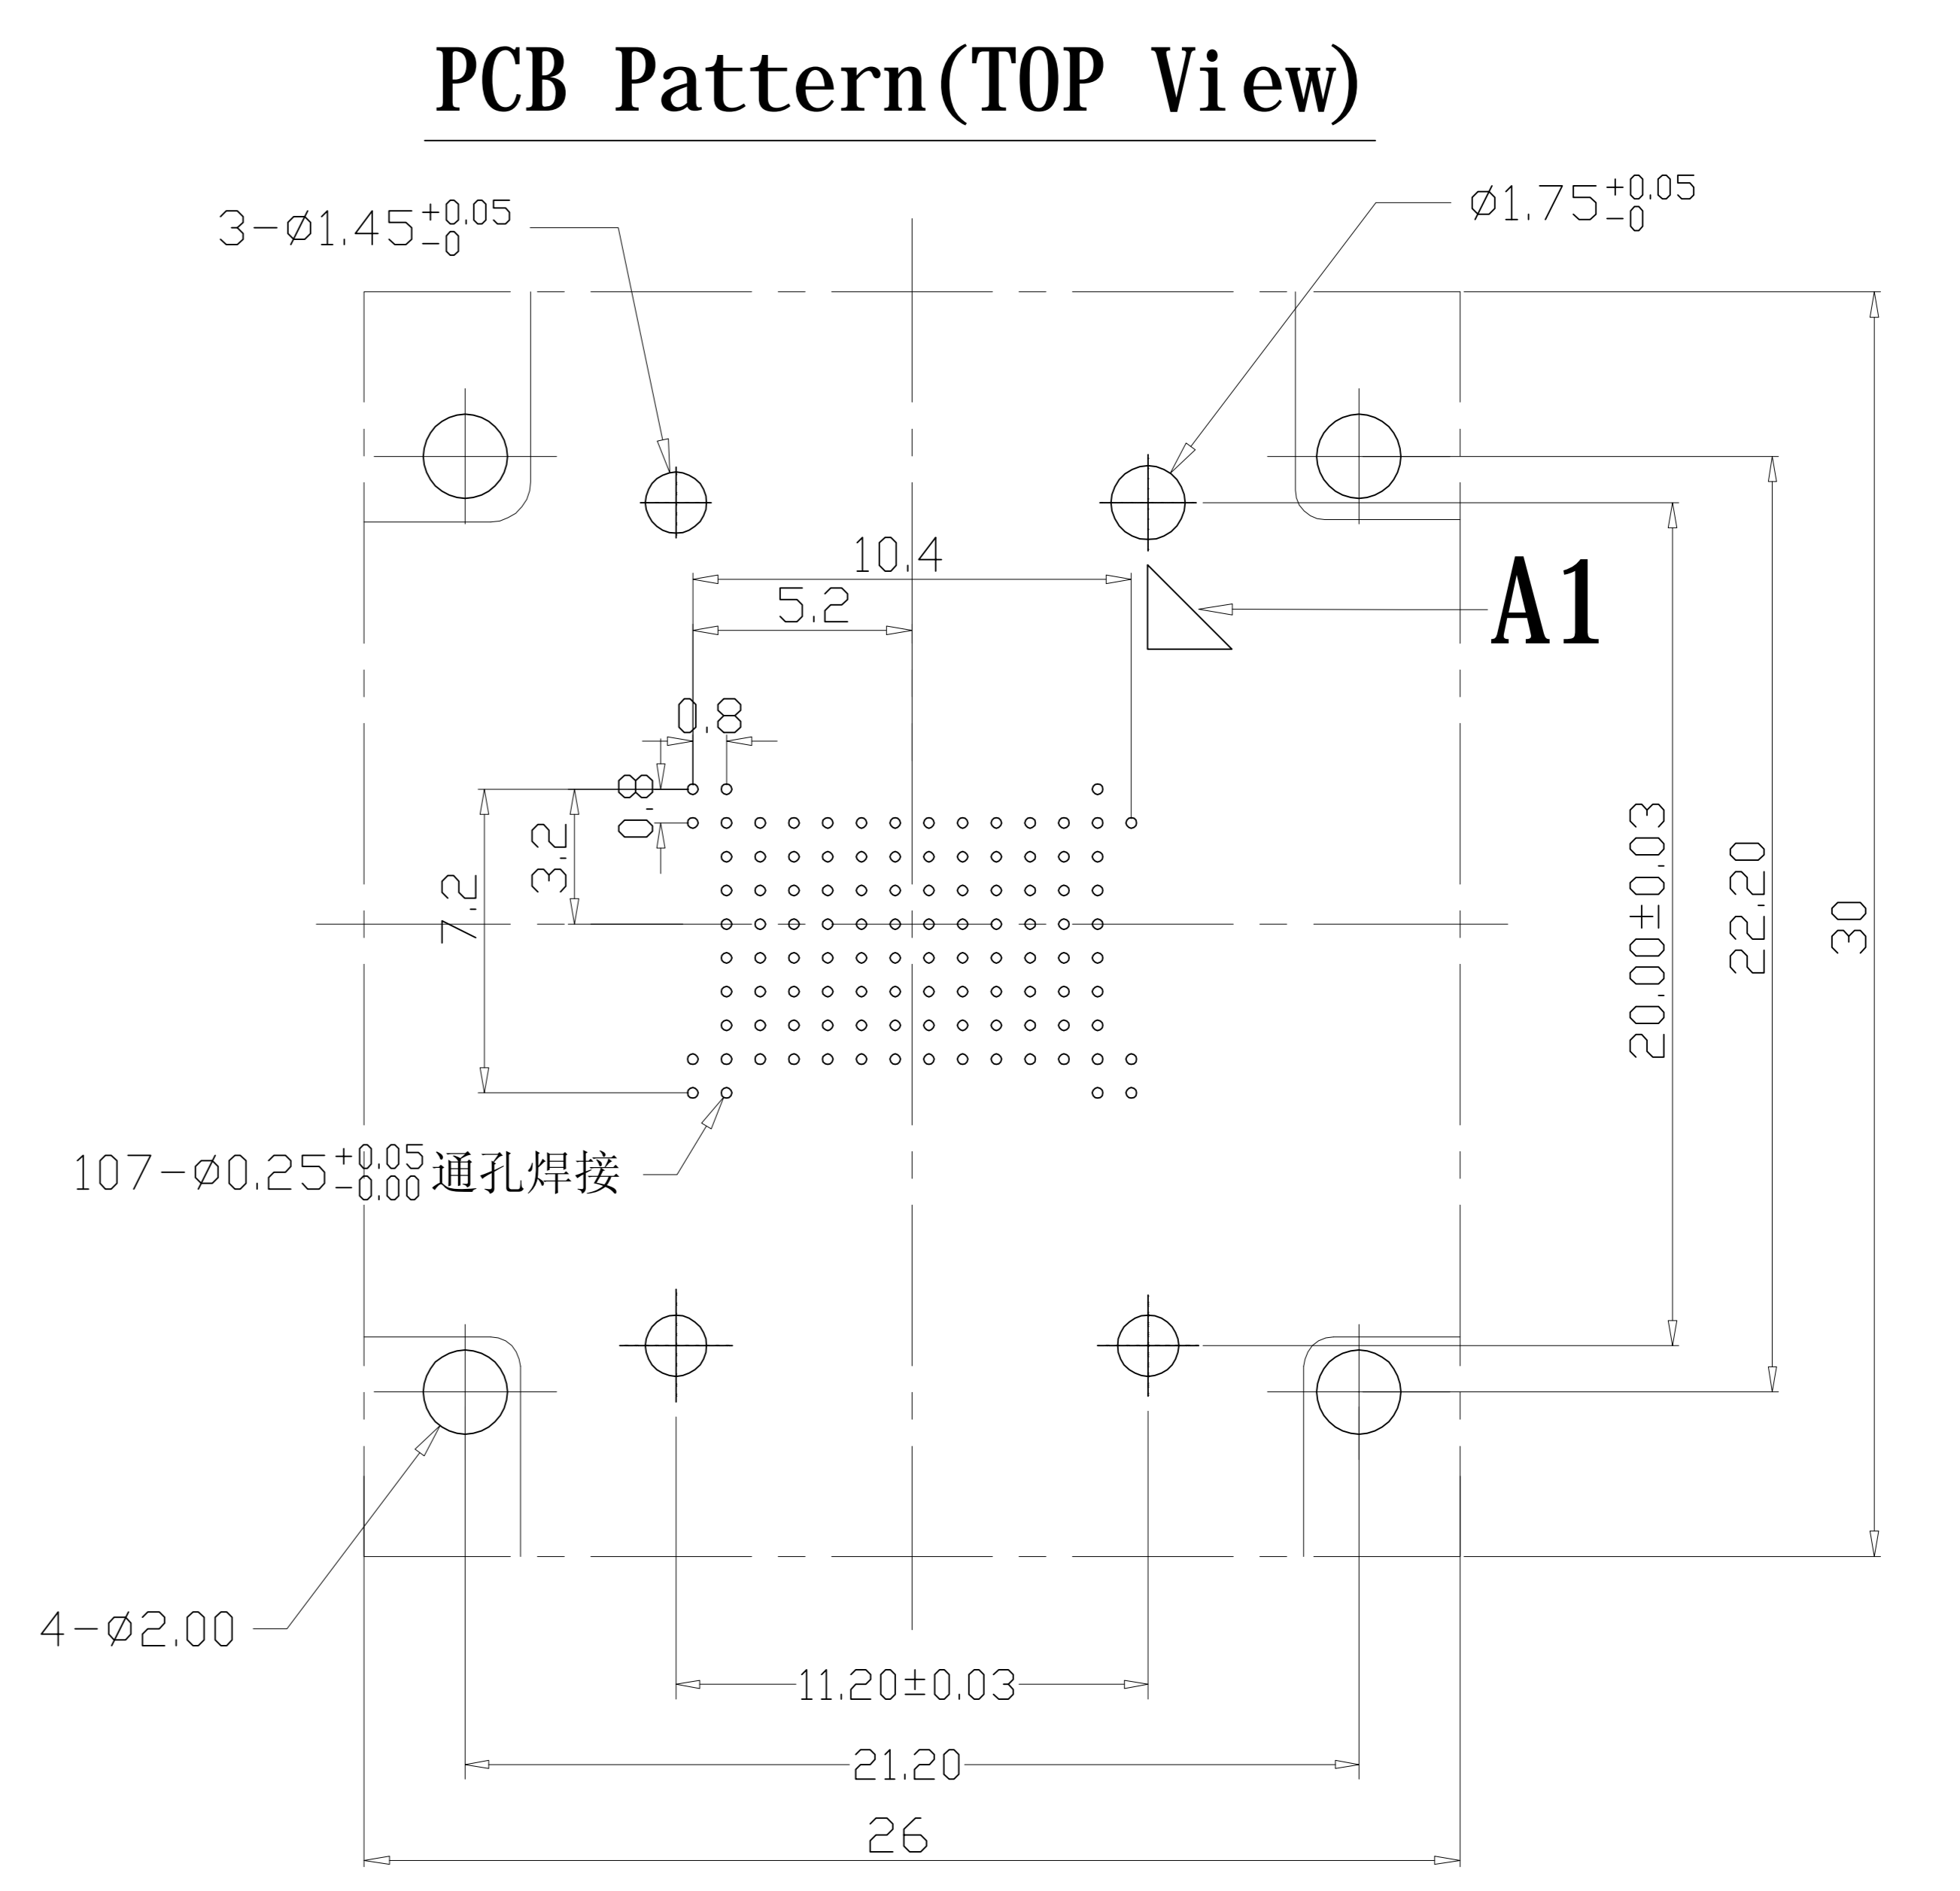 PCB Pattern(TOP View)
3-Ø1.45+0.05-0
Ø1.75+0.05-0
10.4
5.2
A1
0.8
0.8
3.2
7.2
20.00±0.03
22.20
30
107-Ø0.25+0.05-0.00通孔焊接
4-Ø2.00
11.20±0.03
21.20
26